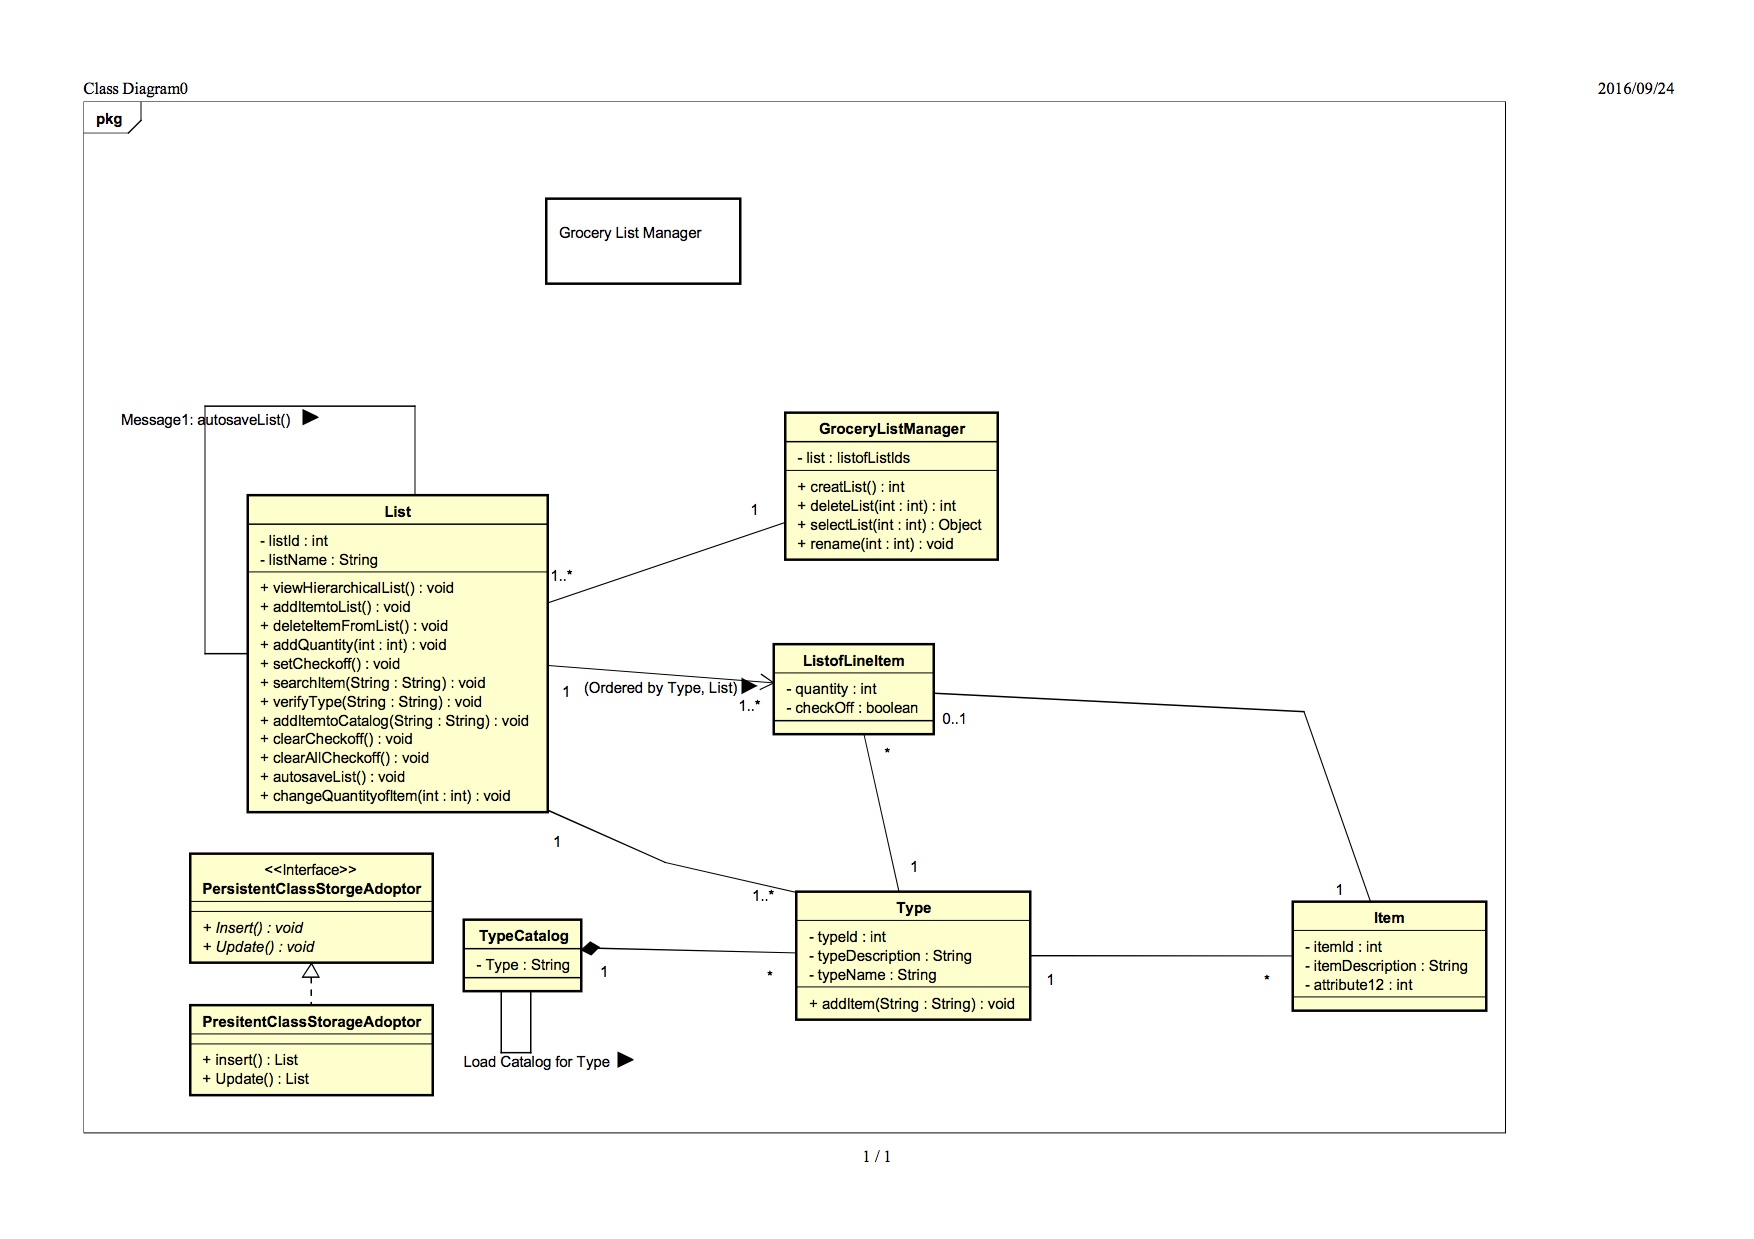 Class Diagram0
2016/09/24
pkg
Grocery List Manager
Message1: autosaveList()
GroceryListManager
- list : listofListIds
+ creatList() : int
+ deleteList(int : int) : int
+ selectList(int : int) : Object
+ rename(int : int) : void
1
1..*
List
- listId : int
- listName : String
+ viewHierarchicalList() : void
+ addItemtoList() : void
+ deleteItemFromList() : void
+ addQuantity(int : int) : void
+ setCheckoff() : void
+ searchItem(String : String) : void
+ verifyType(String : String) : void
+ addItemtoCatalog(String : String) : void
+ clearCheckoff() : void
+ clearAllCheckoff() : void
+ autosaveList() : void
+ changeQuantityofItem(int : int) : void
1
(Ordered by Type, List)
1..*
ListofLineItem
- quantity : int
- checkOff : boolean
0..1
*
1
1
1..*
1
<<Interface>>
PersistentClassStorgeAdoptor
+ Insert() : void
+ Update() : void
PresitentClassStorageAdoptor
+ insert() : List
+ Update() : List
TypeCatalog
- Type : String
1
*
Load Catalog for Type
Type
- typeId : int
- typeDescription : String
- typeName : String
+ addItem(String : String) : void
1
*
Item
- itemId : int
- itemDescription : String
- attribute12 : int
1 / 1